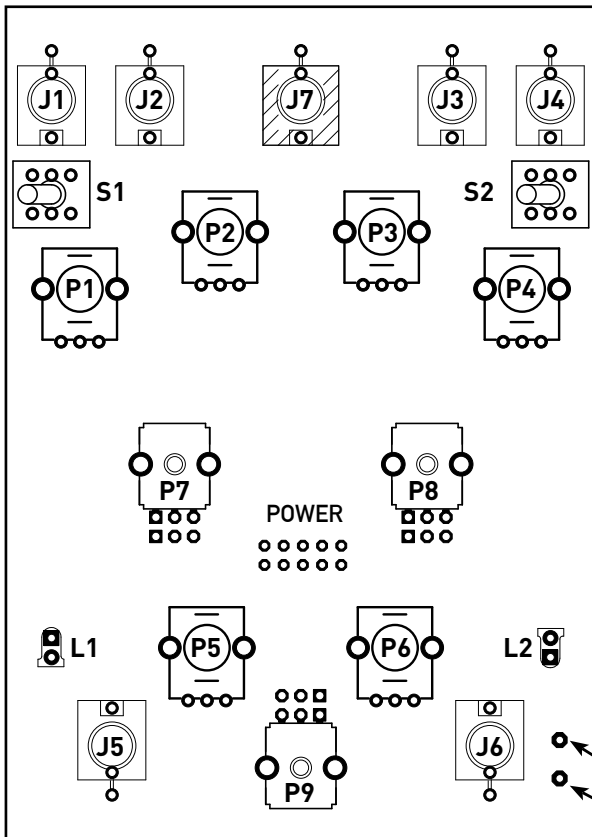 J1 J2 J7 J3 J4
S1 S2
P2 P3
P1 P4
P7 P8
POWER
L1 P5 P6 L2
J5 J6
P9